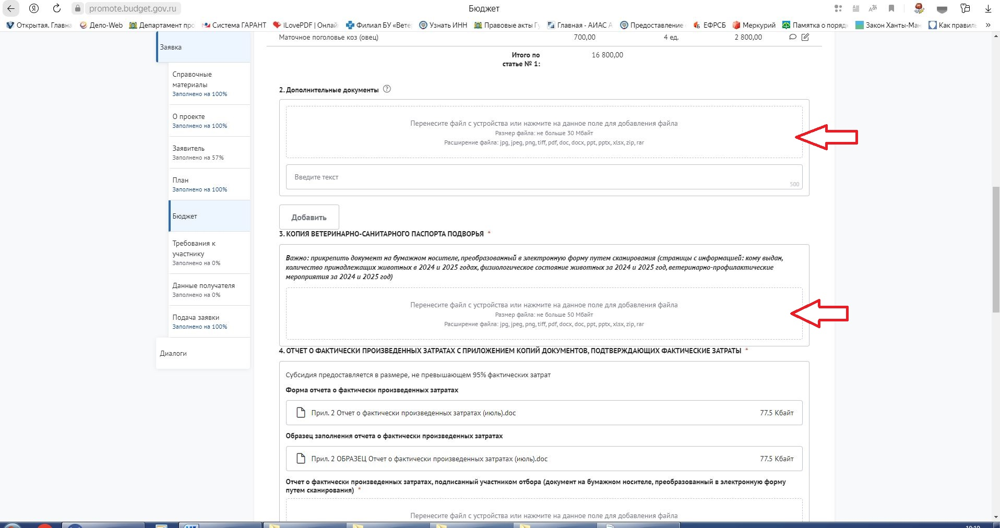 promote.budget.gov.ru
Бюджет
Открытая. Главна
Дело-Web
Департамент про
Система ГАРАНТ
iLovePDF | Онлай
Филиал БУ «Вете
Узнать ИНН
Правовые акты Гу
Главная - АИАС А
Предоставление
ЕФРСБ
Меркурий
Памятка о поряд
Закон Ханты-Ман
Как правил
»
Заявка
Справочные
материалы
Заполнено на 100%
О проекте
Заполнено на 100%
Заявитель
Заполнено на 57%
План
Заполнено на 100%
Бюджет
Требования к
участнику
Заполнено на 0%
Данные получателя
Заполнено на 0%
Подача заявки
Заполнено на 100%
Диалоги
Маточное поголовье коз (овец) 700,00 4 ед. 2 800,00
Итого по 16 800,00
статье № 1:
2. Дополнительные документы ?
Перенесите файл с устройства или нажмите на данное поле для добавления файла
Размер файла: не больше 30 Мбайт
Расширение файла: jpg, jpeg, png, tiff, pdf, doc, docx, ppt, pptx, xlsx, zip, rar
Введите текст
500
Добавить
3. КОПИЯ ВЕТЕРИНАРНО-САНИТАРНОГО ПАСПОРТА ПОДВОРЬЯ *
Важно: прикрепить документ на бумажном носителе, преобразованный в электронную форму путем сканирования (страницы с информацией: кому выдан,
количество принадлежащих животных в 2024 и 2025 годах, физиологическое состояние животных за 2024 и 2025 год, ветеринарно-профилактические
мероприятия за 2024 и 2025 год)
Перенесите файл с устройства или нажмите на данное поле для добавления файла
Размер файла: не больше 50 Мбайт
Расширение файла: jpg, jpeg, png, tiff, pdf, docx, doc, ppt, pptx, xlsx, zip, rar
4. ОТЧЕТ О ФАКТИЧЕСКИ ПРОИЗВЕДЕННЫХ ЗАТРАТАХ С ПРИЛОЖЕНИЕМ КОПИЙ ДОКУМЕНТОВ, ПОДТВЕРЖДАЮЩИХ ФАКТИЧЕСКИЕ ЗАТРАТЫ *
Субсидия предоставляется в размере, не превышающем 95% фактических затрат
Форма отчета о фактически произведенных затратах
Прил. 2 Отчет о фактически произведенных затратах (июль).doc 77.5 Кбайт
Образец заполнения отчета о фактически произведенных затратах
Прил. 2 ОБРАЗЕЦ Отчет о фактически произведенных затратах (июль).doc 77.5 Кбайт
Отчет о фактически произведенных затратах, подписанный участником отбора (документ на бумажном носителе, преобразованный в электронную форму
путем сканирования) *
Перенесите файл с устройства или нажмите на данное поле для добавления файла